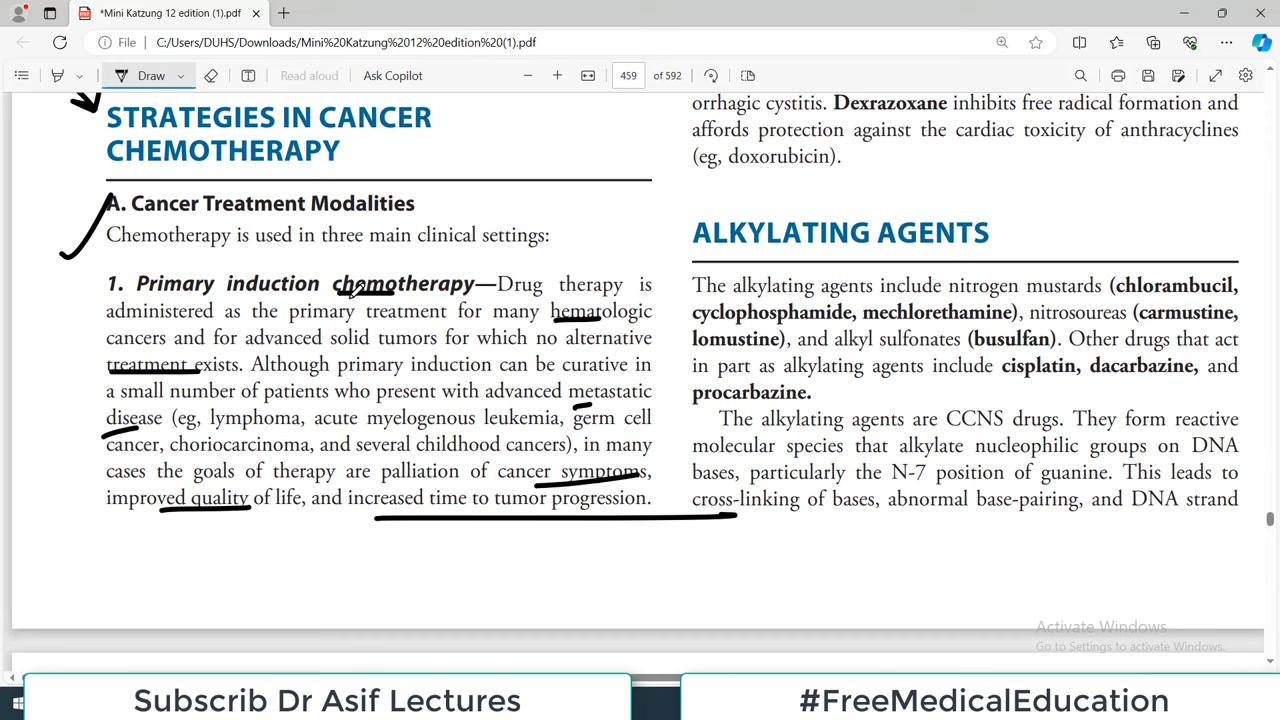 *Mini Katzung 12 edition (1).pdf
File
C:/Users/DUHS/Downloads/Mini%20Katzung%2012%20edition%20(1).pdf
Draw
Read aloud
Ask Copilot
459
of 592
STRATEGIES IN CANCER
CHEMOTHERAPY
A. Cancer Treatment Modalities
Chemotherapy is used in three main clinical settings:
1. Primary induction chemotherapy—Drug therapy is
administered as the primary treatment for many hematologic
cancers and for advanced solid tumors for which no alternative
treatment exists. Although primary induction can be curative in
a small number of patients who present with advanced metastatic
disease (eg, lymphoma, acute myelogenous leukemia, germ cell
cancer, choriocarcinoma, and several childhood cancers), in many
cases the goals of therapy are palliation of cancer symptoms,
improved quality of life, and increased time to tumor progression.
orrhagic cystitis. Dexrazoxane inhibits free radical formation and
affords protection against the cardiac toxicity of anthracyclines
(eg, doxorubicin).
ALKYLATING AGENTS
The alkylating agents include nitrogen mustards (chlorambucil,
cyclophosphamide, mechlorethamine), nitrosoureas (carmustine,
lomustine), and alkyl sulfonates (busulfan). Other drugs that act
in part as alkylating agents include cisplatin, dacarbazine, and
procarbazine.
The alkylating agents are CCNS drugs. They form reactive
molecular species that alkylate nucleophilic groups on DNA
bases, particularly the N-7 position of guanine. This leads to
cross-linking of bases, abnormal base-pairing, and DNA strand
Activate Windows
Go to Settings to activate Windows.
Subscrib Dr Asif Lectures
#FreeMedicalEducation